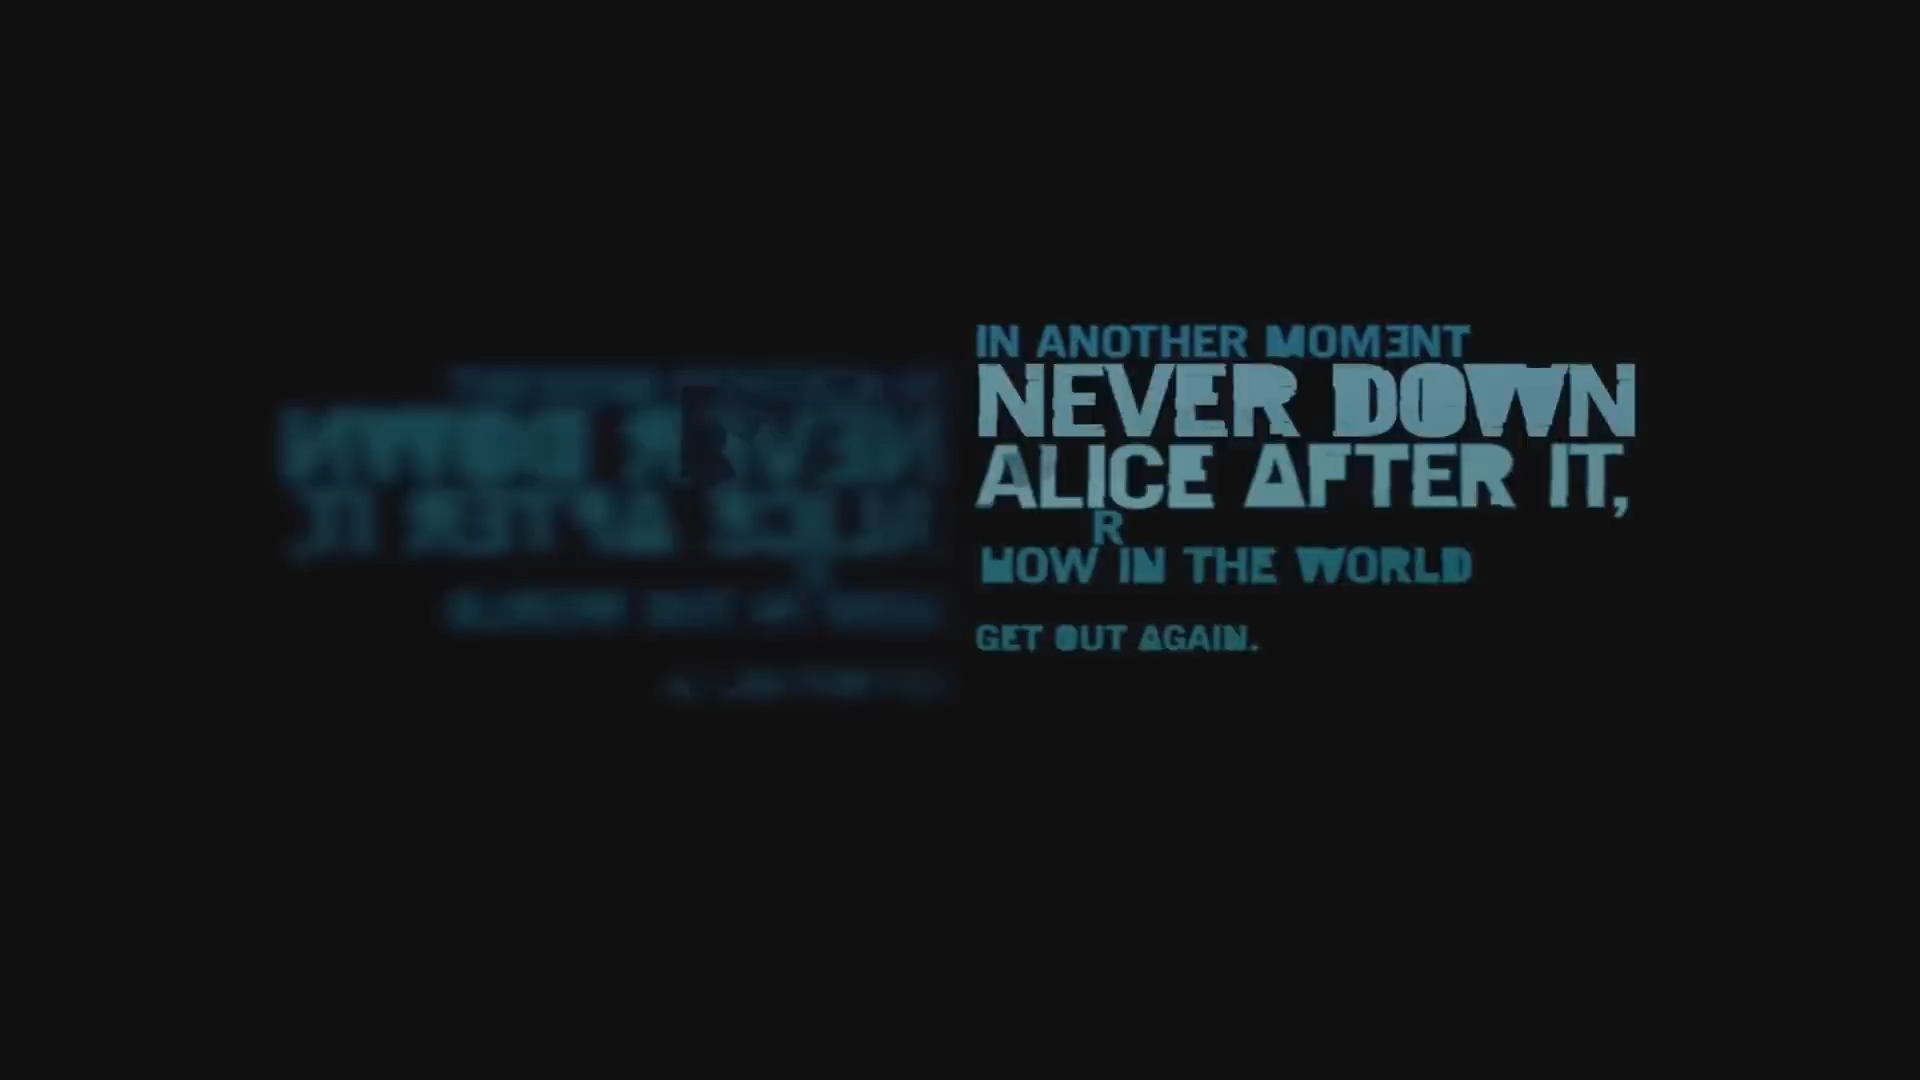 IN ANOTHER MOMENT
NEVER DOWN
ALICE AFTER IT,
R
HOW IN THE WORLD
GET OUT AGAIN.